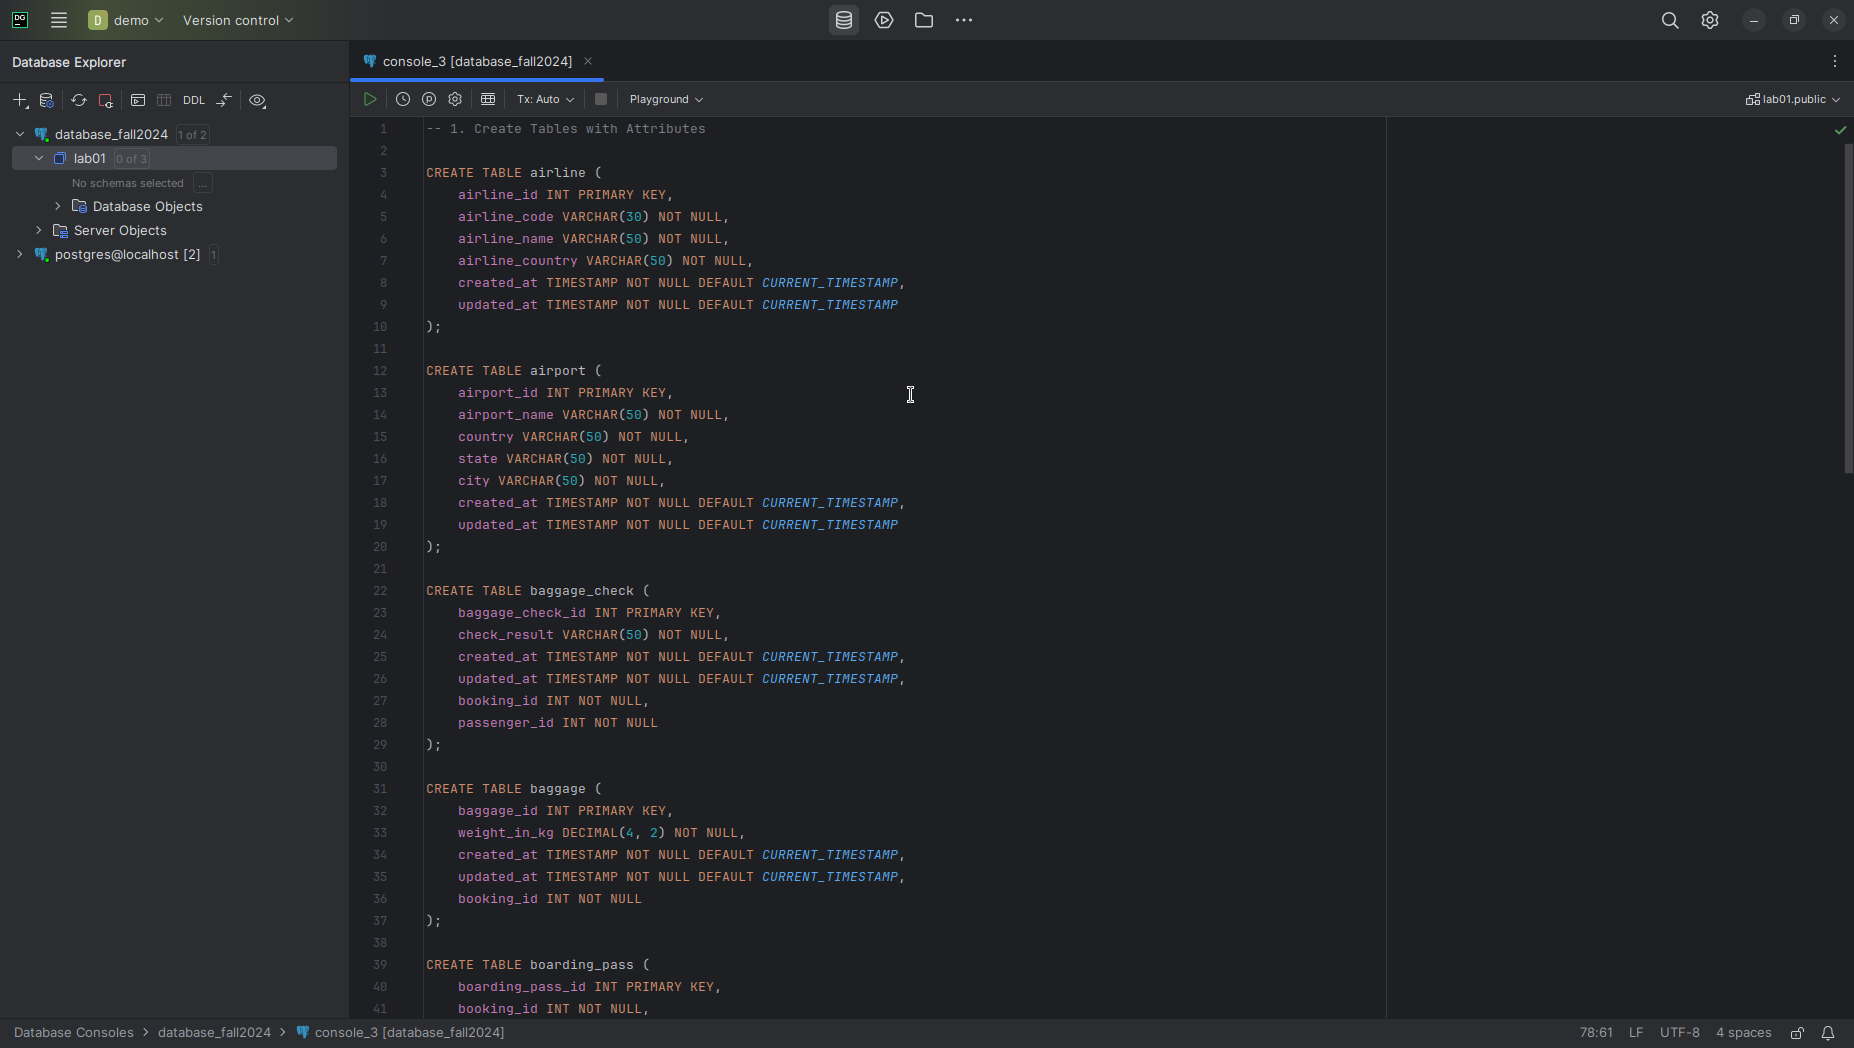 DG
D demo Version control
Database Explorer
console_3 [database_fall2024]
DDL
Tx: Auto Playground lab01.public
database_fall2024 1 of 2
lab01 0 of 3
No schemas selected ...
Database Objects
Server Objects
postgres@localhost [2] 1
1 -- 1. Create Tables with Attributes
2
3 CREATE TABLE airline (
4 airline_id INT PRIMARY KEY,
5 airline_code VARCHAR(30) NOT NULL,
6 airline_name VARCHAR(50) NOT NULL,
7 airline_country VARCHAR(50) NOT NULL,
8 created_at TIMESTAMP NOT NULL DEFAULT CURRENT_TIMESTAMP,
9 updated_at TIMESTAMP NOT NULL DEFAULT CURRENT_TIMESTAMP
10 );
11
12 CREATE TABLE airport (
13 airport_id INT PRIMARY KEY,
14 airport_name VARCHAR(50) NOT NULL,
15 country VARCHAR(50) NOT NULL,
16 state VARCHAR(50) NOT NULL,
17 city VARCHAR(50) NOT NULL,
18 created_at TIMESTAMP NOT NULL DEFAULT CURRENT_TIMESTAMP,
19 updated_at TIMESTAMP NOT NULL DEFAULT CURRENT_TIMESTAMP
20 );
21
22 CREATE TABLE baggage_check (
23 baggage_check_id INT PRIMARY KEY,
24 check_result VARCHAR(50) NOT NULL,
25 created_at TIMESTAMP NOT NULL DEFAULT CURRENT_TIMESTAMP,
26 updated_at TIMESTAMP NOT NULL DEFAULT CURRENT_TIMESTAMP,
27 booking_id INT NOT NULL,
28 passenger_id INT NOT NULL
29 );
30
31 CREATE TABLE baggage (
32 baggage_id INT PRIMARY KEY,
33 weight_in_kg DECIMAL(4, 2) NOT NULL,
34 created_at TIMESTAMP NOT NULL DEFAULT CURRENT_TIMESTAMP,
35 updated_at TIMESTAMP NOT NULL DEFAULT CURRENT_TIMESTAMP,
36 booking_id INT NOT NULL
37 );
38
39 CREATE TABLE boarding_pass (
40 boarding_pass_id INT PRIMARY KEY,
41 booking_id INT NOT NULL,
Database Consoles > database_fall2024 > console_3 [database_fall2024]
78:61 LF UTF-8 4 spaces